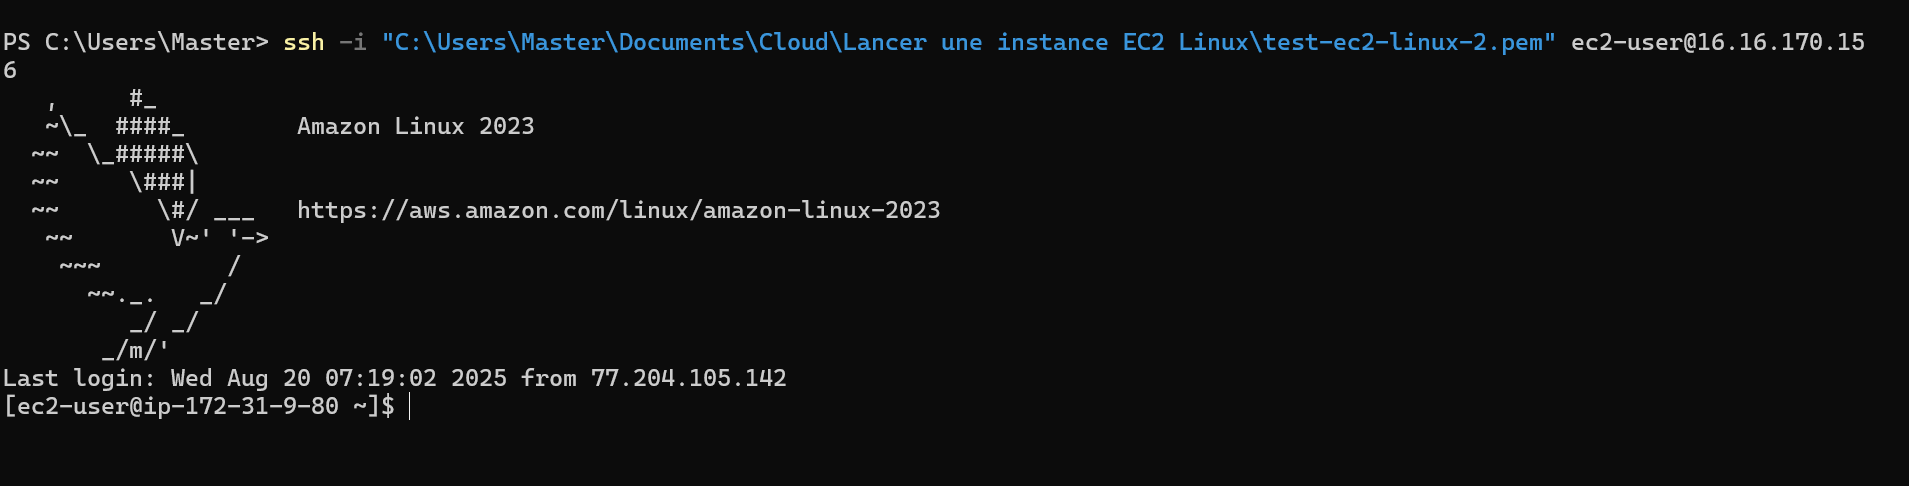 PS C:\Users\Master> ssh -i "C:\Users\Master\Documents\Cloud\Lancer une instance EC2 Linux\test-ec2-linux-2.pem" ec2-user@16.16.170.15
6
   ,     #_
   ~\_  ####_        Amazon Linux 2023
  ~~  \_#####\
  ~~     \###|
  ~~       \#/ ___   https://aws.amazon.com/linux/amazon-linux-2023
   ~~       V~' '->
    ~~~         /
      ~~._.   _/
         _/ _/
       _/m/'
Last login: Wed Aug 20 07:19:02 2025 from 77.204.105.142
[ec2-user@ip-172-31-9-80 ~]$